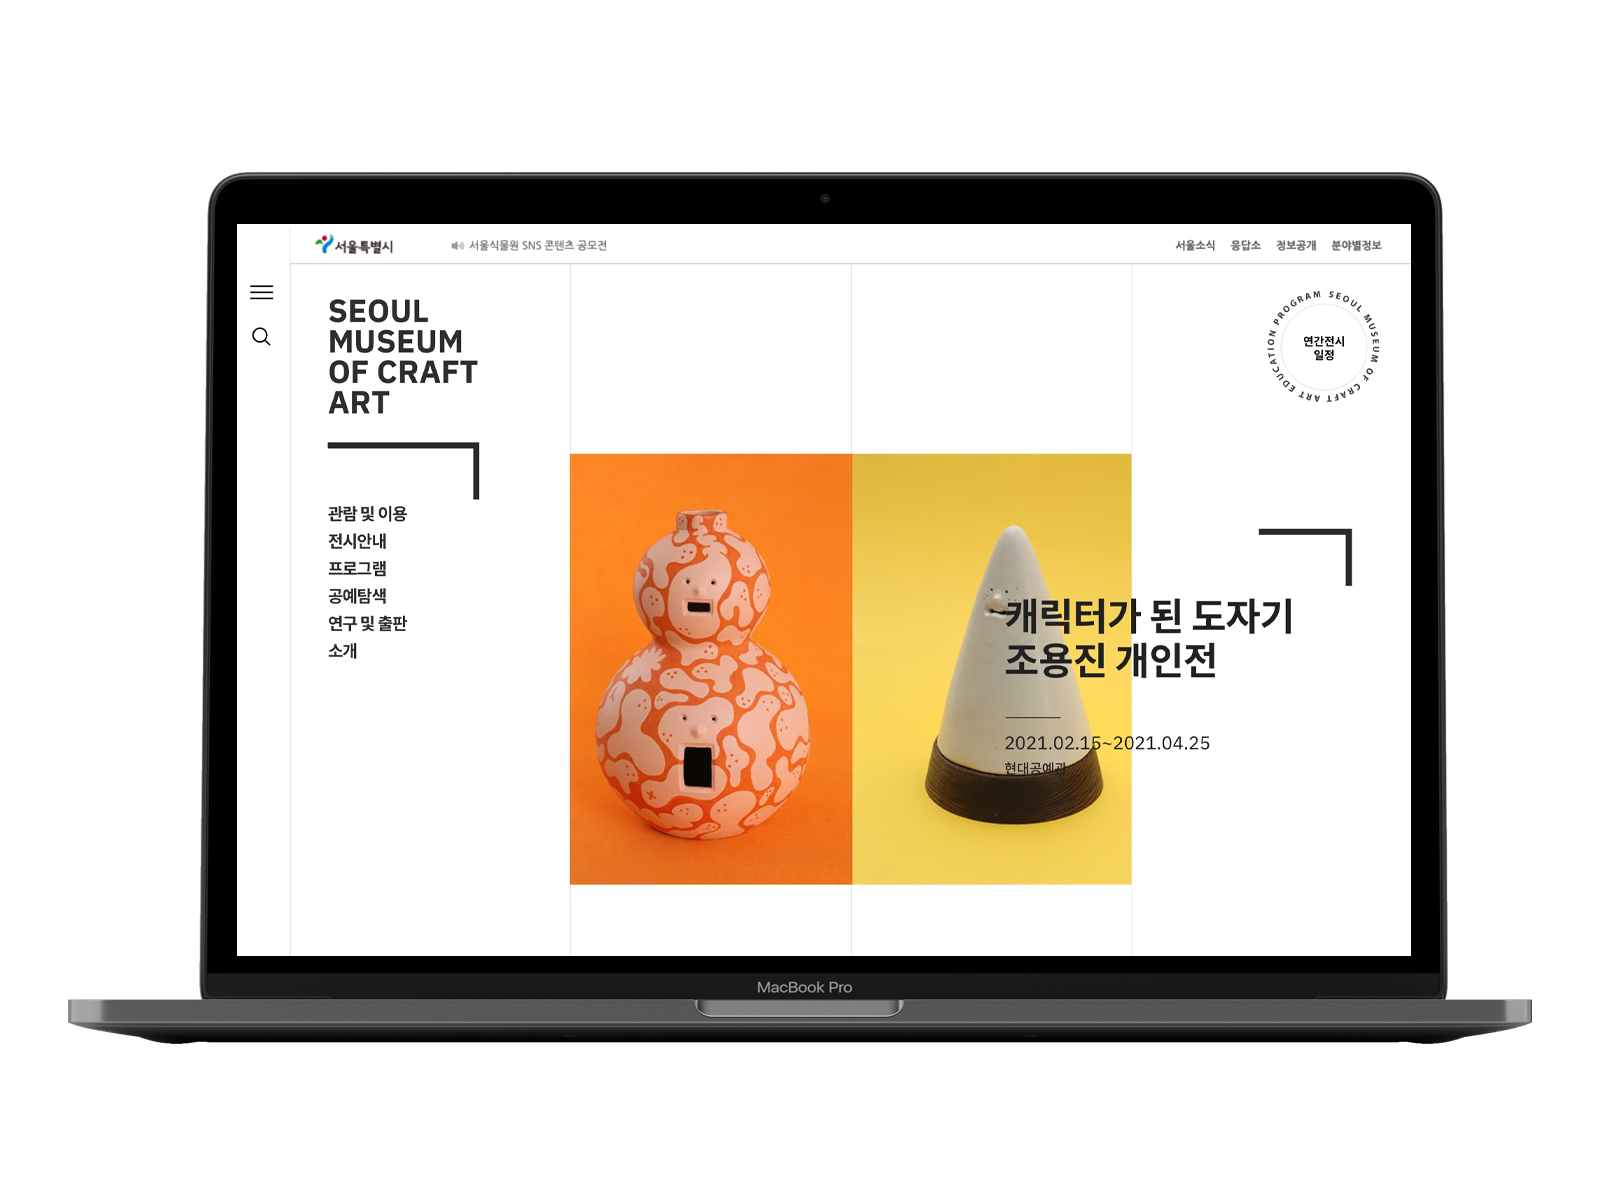 서울특별시
서울식물원 SNS 콘텐츠 공모전
서울소식 응답소 정보공개 분야별정보
SEOUL
MUSEUM
OF CRAFT
ART
SEOUL MUSEUM OF CRAFT ART EDUCATION PROGRAM
연간전시
일정
관람 및 이용
전시안내
프로그램
공예탐색
연구 및 출판
소개
캐릭터가 된 도자기
조용진 개인전
2021.02.15~2021.04.25
현대공예관
MacBook Pro